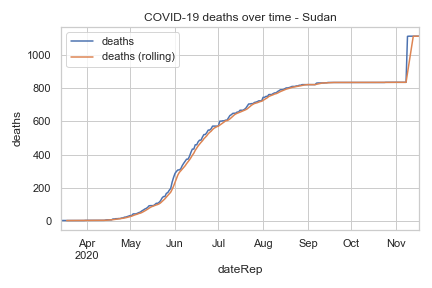 COVID-19 deaths over time - Sudan
deaths
deaths (rolling)
deaths
1000
800
600
400
200
0
Apr
2020
May
Jun
Jul
Aug
Sep
Oct
Nov
dateRep